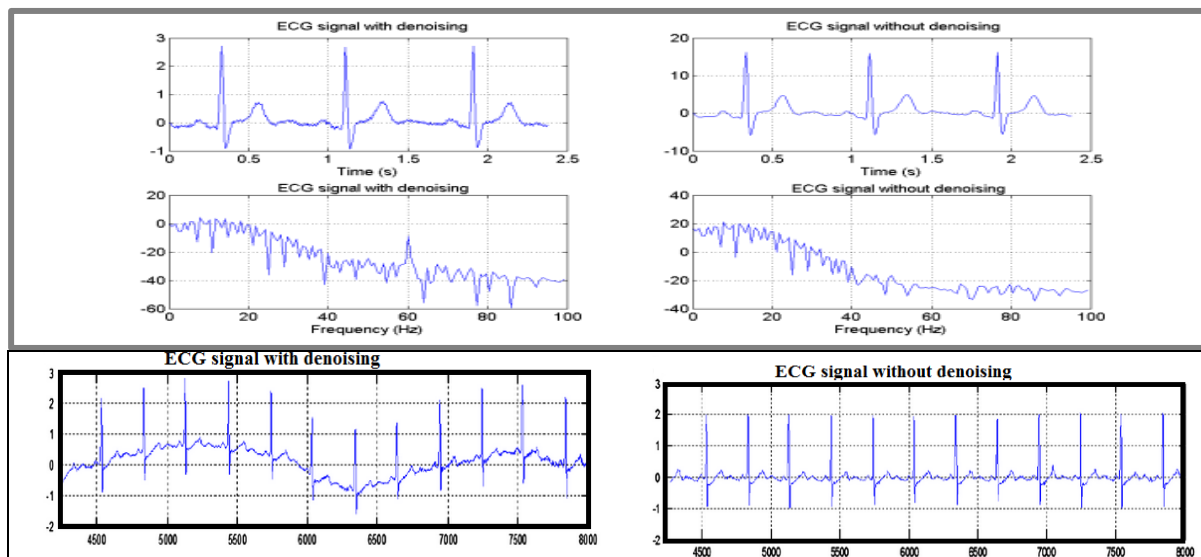 ECG signal with denoising
3
2
1
0
-1
0 0.5 1 1.5 2 2.5
Time (s)
ECG signal without denoising
20
10
0
-10
0 0.5 1 1.5 2 2.5
Time (s)
ECG signal with denoising
20
0
-20
-40
-60
0 20 40 60 80 100
Frequency (Hz)
ECG signal without denoising
40
20
0
-20
-40
0 20 40 60 80 100
Frequency (Hz)
ECG signal with denoising
3
2
1
0
-1
-2
4500 5000 5500 6000 6500 7000 7500 8000
ECG signal without denoising
3
2
1
0
-1
-2
4500 5000 5500 6000 6500 7000 7500 8000